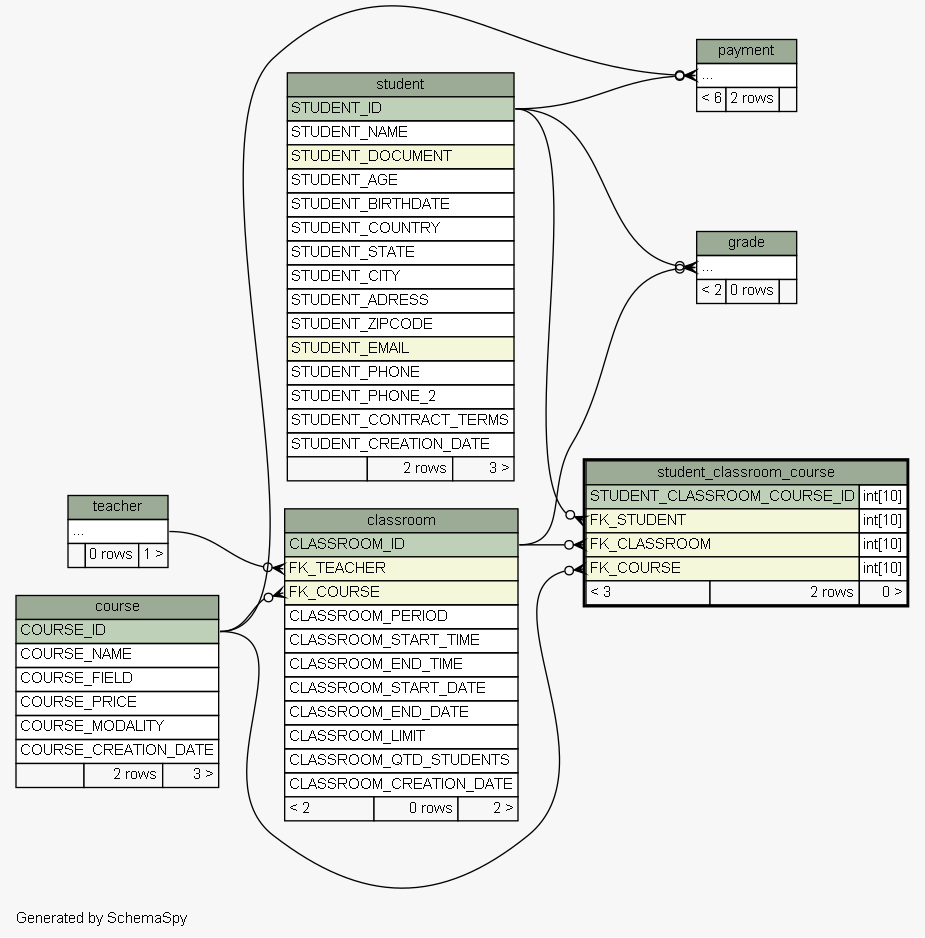 payment
...
< 6 2 rows
student
STUDENT_ID
STUDENT_NAME
STUDENT_DOCUMENT
STUDENT_AGE
STUDENT_BIRTHDATE
STUDENT_COUNTRY
STUDENT_STATE
STUDENT_CITY
STUDENT_ADRESS
STUDENT_ZIPCODE
STUDENT_EMAIL
STUDENT_PHONE
STUDENT_PHONE_2
STUDENT_CONTRACT_TERMS
STUDENT_CREATION_DATE
2 rows 3 >
grade
...
< 2 0 rows
student_classroom_course
STUDENT_CLASSROOM_COURSE_ID int[10]
FK_STUDENT int[10]
FK_CLASSROOM int[10]
FK_COURSE int[10]
< 3 2 rows 0 >
teacher
...
0 rows 1 >
classroom
CLASSROOM_ID
FK_TEACHER
FK_COURSE
CLASSROOM_PERIOD
CLASSROOM_START_TIME
CLASSROOM_END_TIME
CLASSROOM_START_DATE
CLASSROOM_END_DATE
CLASSROOM_LIMIT
CLASSROOM_QTD_STUDENTS
CLASSROOM_CREATION_DATE
< 2 0 rows 2 >
course
COURSE_ID
COURSE_NAME
COURSE_FIELD
COURSE_PRICE
COURSE_MODALITY
COURSE_CREATION_DATE
2 rows 3 >
Generated by SchemaSpy